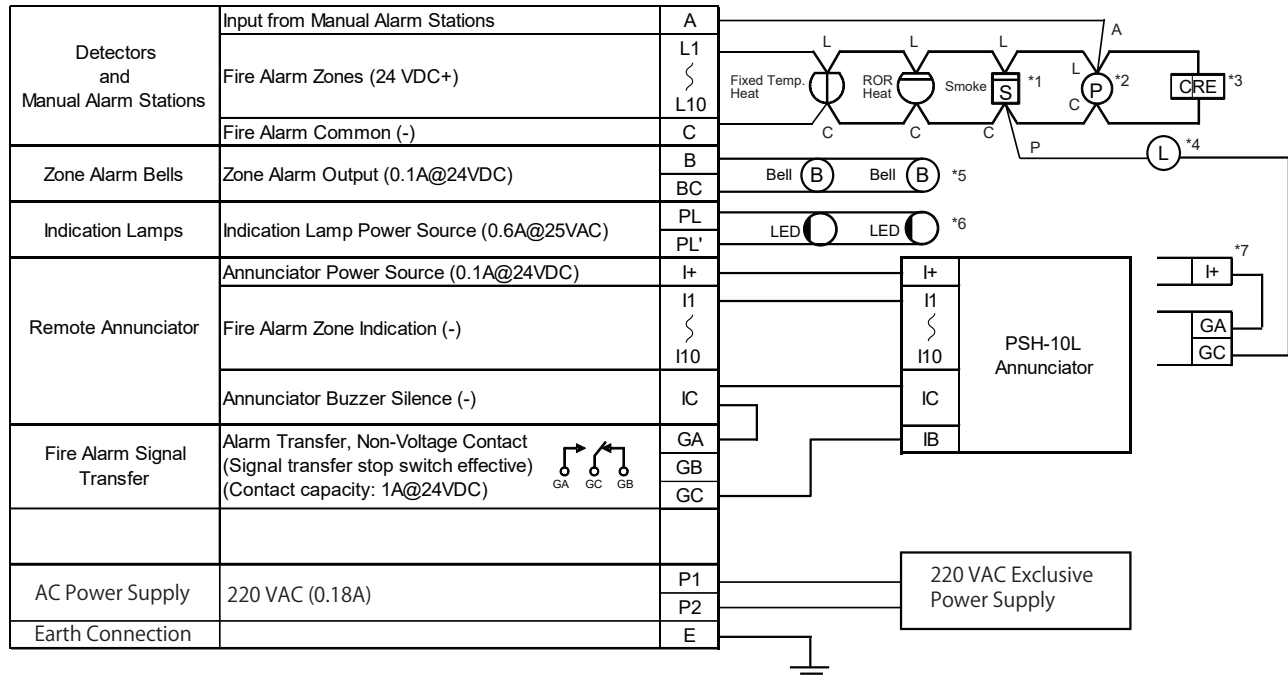 Detectors
and
Manual Alarm Stations
Input from Manual Alarm Stations
A
Fire Alarm Zones (24 VDC+)
L1
L10
Fire Alarm Common (-)
C
Zone Alarm Bells
Zone Alarm Output (0.1A@24VDC)
B
BC
Indication Lamps
Indication Lamp Power Source (0.6A@25VAC)
PL
PL'
Remote Annunciator
Annunciator Power Source (0.1A@24VDC)
I+
Fire Alarm Zone Indication (-)
I1
I10
Annunciator Buzzer Silence (-)
IC
Fire Alarm Signal
Transfer
Alarm Transfer, Non-Voltage Contact
(Signal transfer stop switch effective)
(Contact capacity: 1A@24VDC)
GA GC GB
GA
GB
GC
AC Power Supply
220 VAC (0.18A)
P1
P2
Earth Connection
E
A
L L L
Fixed Temp.
Heat
ROR
Heat
Smoke
S
*1
L
P
*2
C
CRE
*3
C C C
P
L
*4
Bell B Bell B *5
LED LED *6
I+
I1
I10
IC
IB
PSH-10L
Annunciator
*7
I+
GA
GC
220 VAC Exclusive
Power Supply